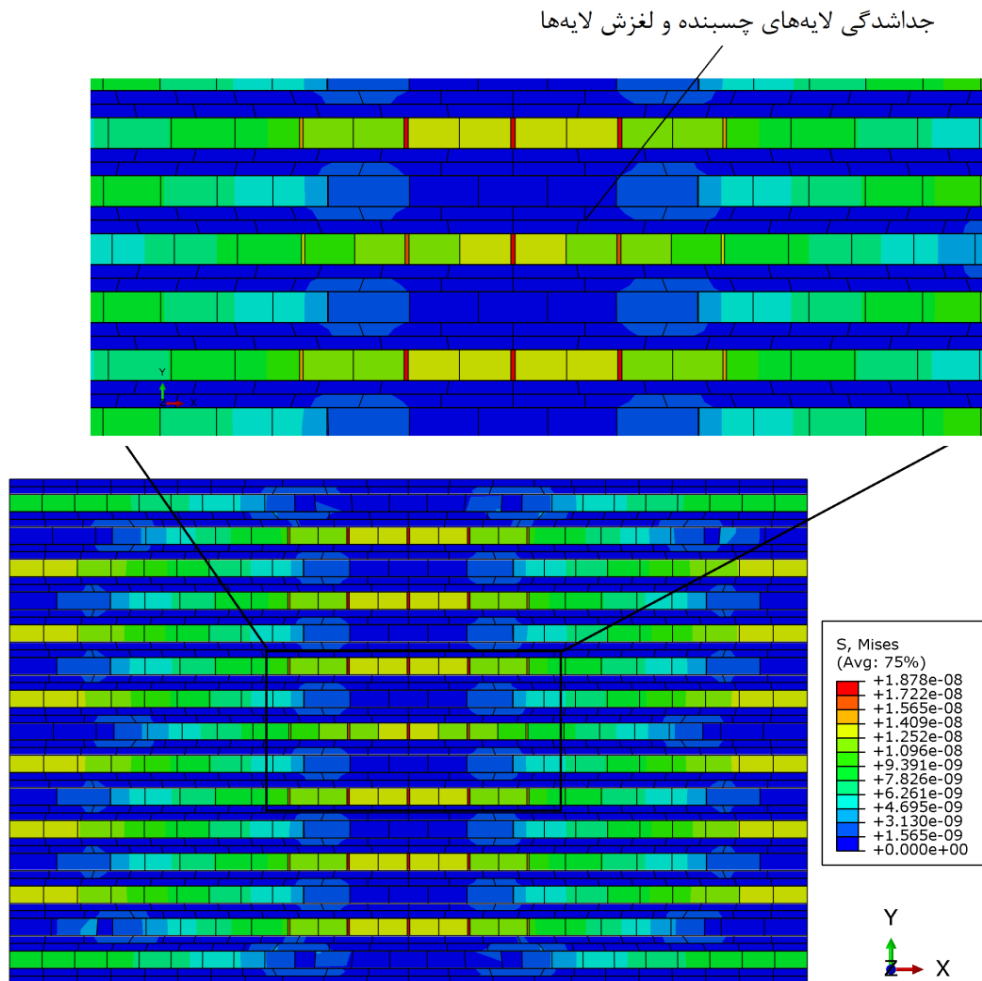 جداشدگی لایه‌های چسبنده و لغزش لایه‌ها
Y
X
S, Mises
(Avg: 75%)
+1.878e-08
+1.722e-08
+1.565e-08
+1.409e-08
+1.252e-08
+1.096e-08
+9.391e-09
+7.826e-09
+6.261e-09
+4.695e-09
+3.130e-09
+1.565e-09
+0.000e+00
Y
Z X